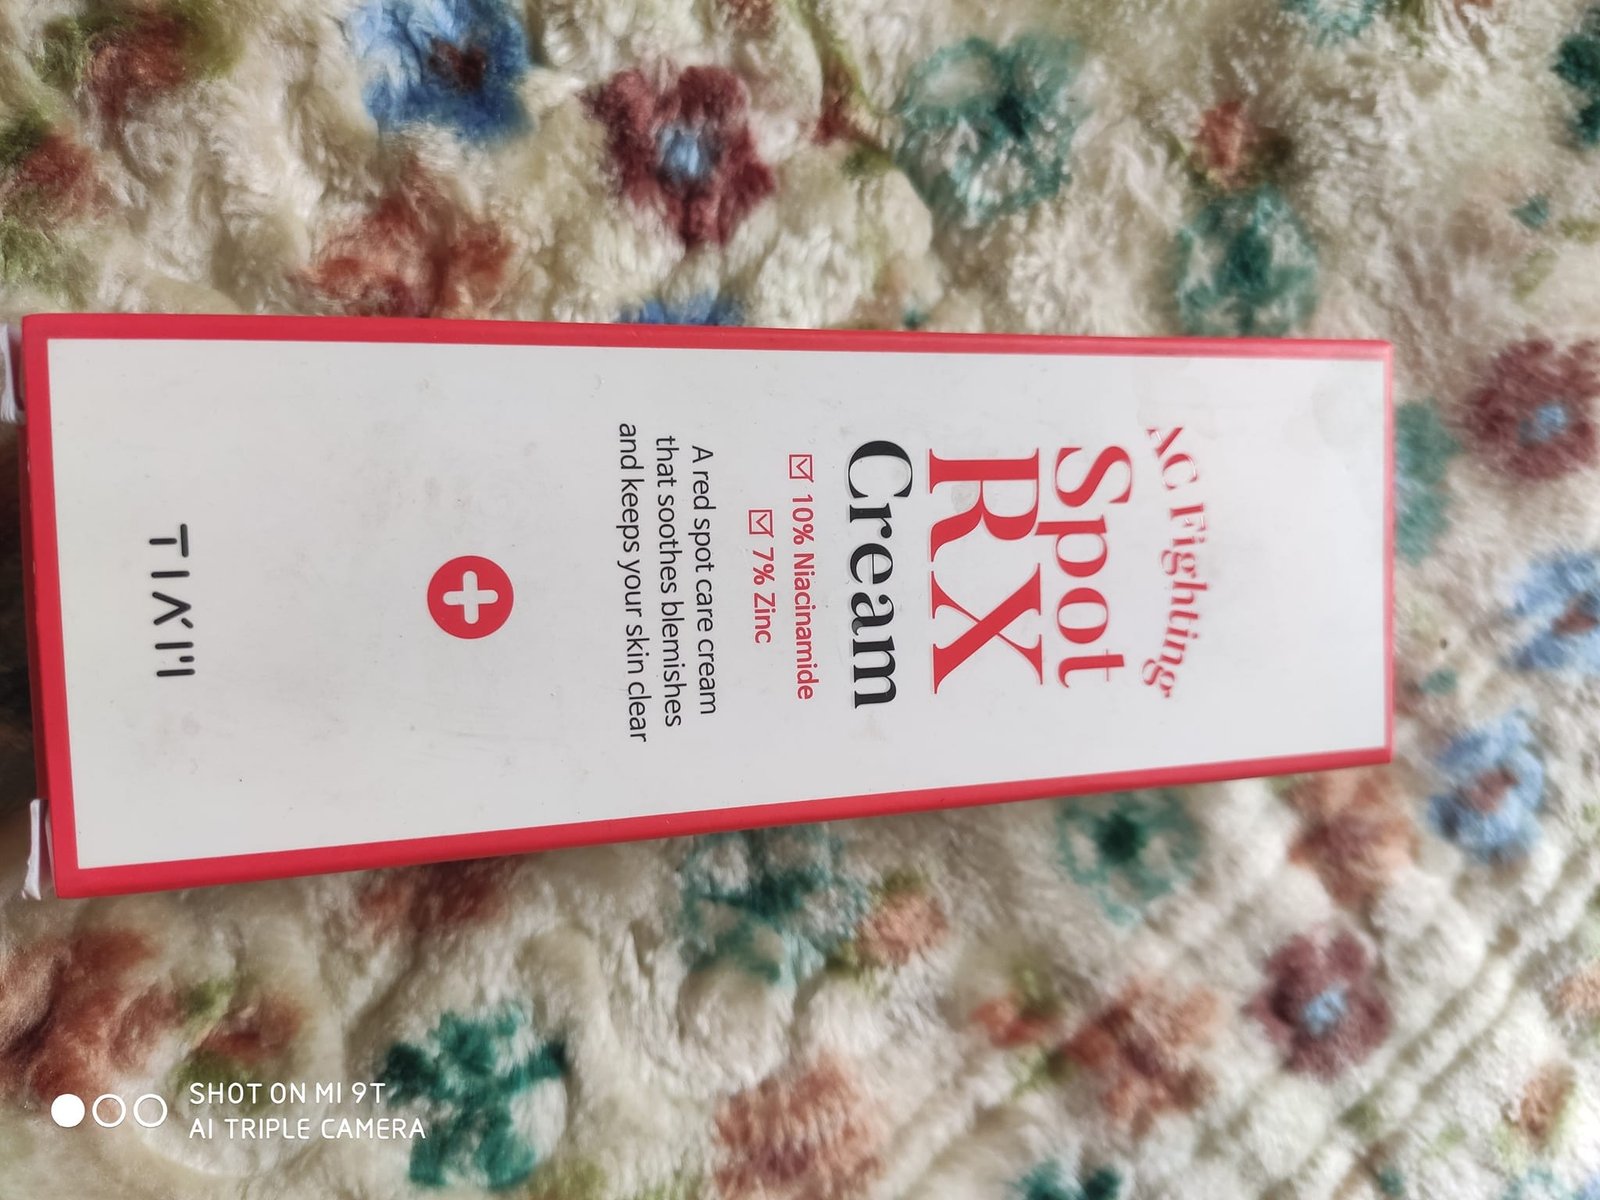 AC Fighting
Spot
RX
Cream
☑ 10% Niacinamide
☑ 7% Zinc
A red spot care cream
that soothes blemishes
and keeps your skin clear
TIAM
SHOT ON MI 9T
AI TRIPLE CAMERA